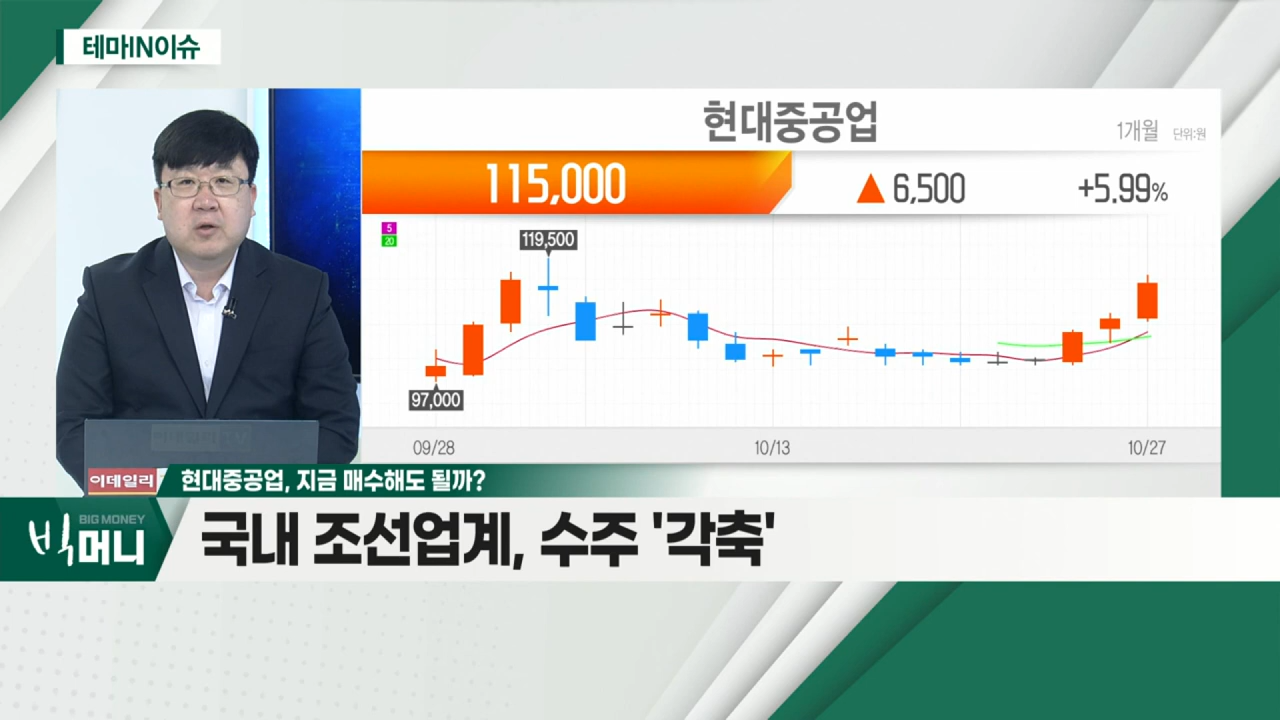 테마IN이슈
현대중공업
1개월 단위:원
115,000 ▲ 6,500 +5.99%
5
20
119,500
97,000
09/28 10/13 10/27
이데일리 현대중공업, 지금 매수해도 될까?
BIG MONEY
빅머니
국내 조선업계, 수주 '각축'